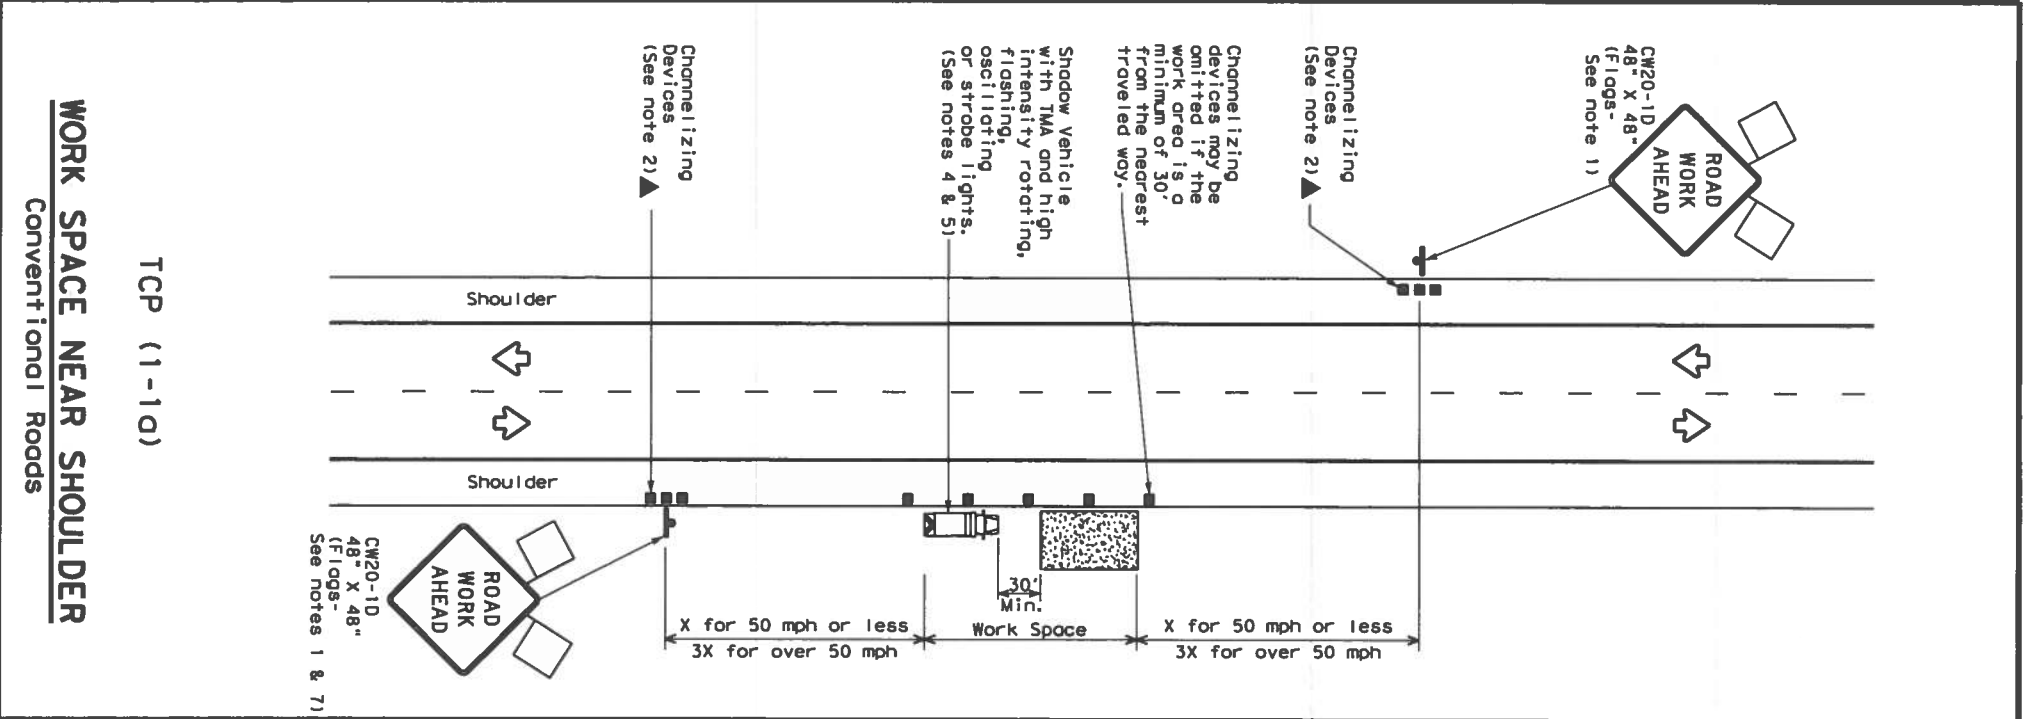 CW20-1D
48" X 48"
(Flags-
See note 1)
ROAD
WORK
AHEAD
Channelizing
Devices
(See note 2)
Channelizing
devices may be
omitted if the
work area is a
minimum of 30'
from the nearest
traveled way.
Shadow Vehicle
with TMA and high
intensity rotating,
flashing,
oscillating
or strobe lights.
(See notes 4 & 5)
Channelizing
Devices
(See note 2)
Shoulder
Shoulder
30'
Min.
X for 50 mph or less
3X for over 50 mph
Work Space
X for 50 mph or less
3X for over 50 mph
ROAD
WORK
AHEAD
CW20-1D
48" X 48"
(Flags-
See notes 1 & 7)
TCP (1-1a)
WORK SPACE NEAR SHOULDER
Conventional Roads